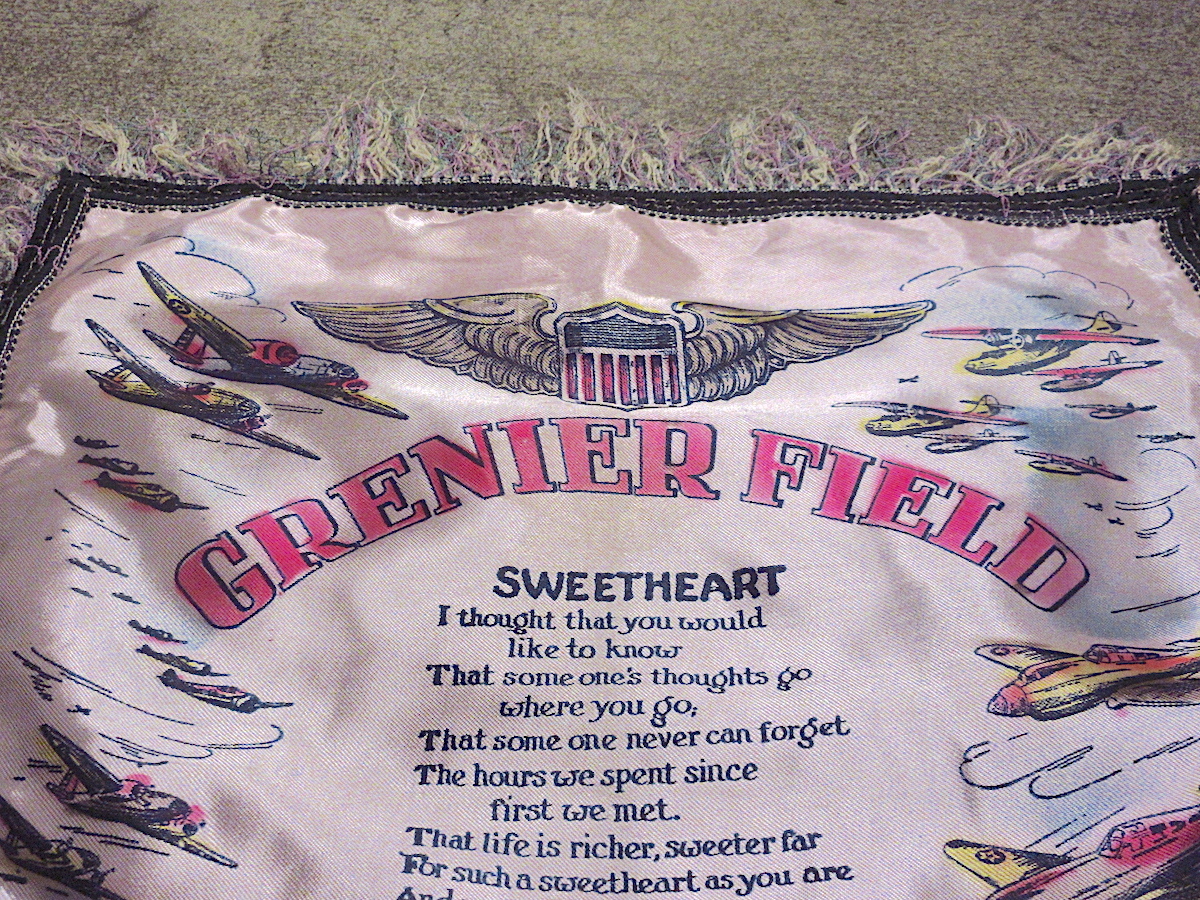 GRENIER FIELD
SWEETHEART
I thought that you would
like to know
That some one's thoughts go
where you go;
That some one never can forget
The hours we spent since
first we met.
That life is richer, sweeter far
For such a sweetheart as you are
And